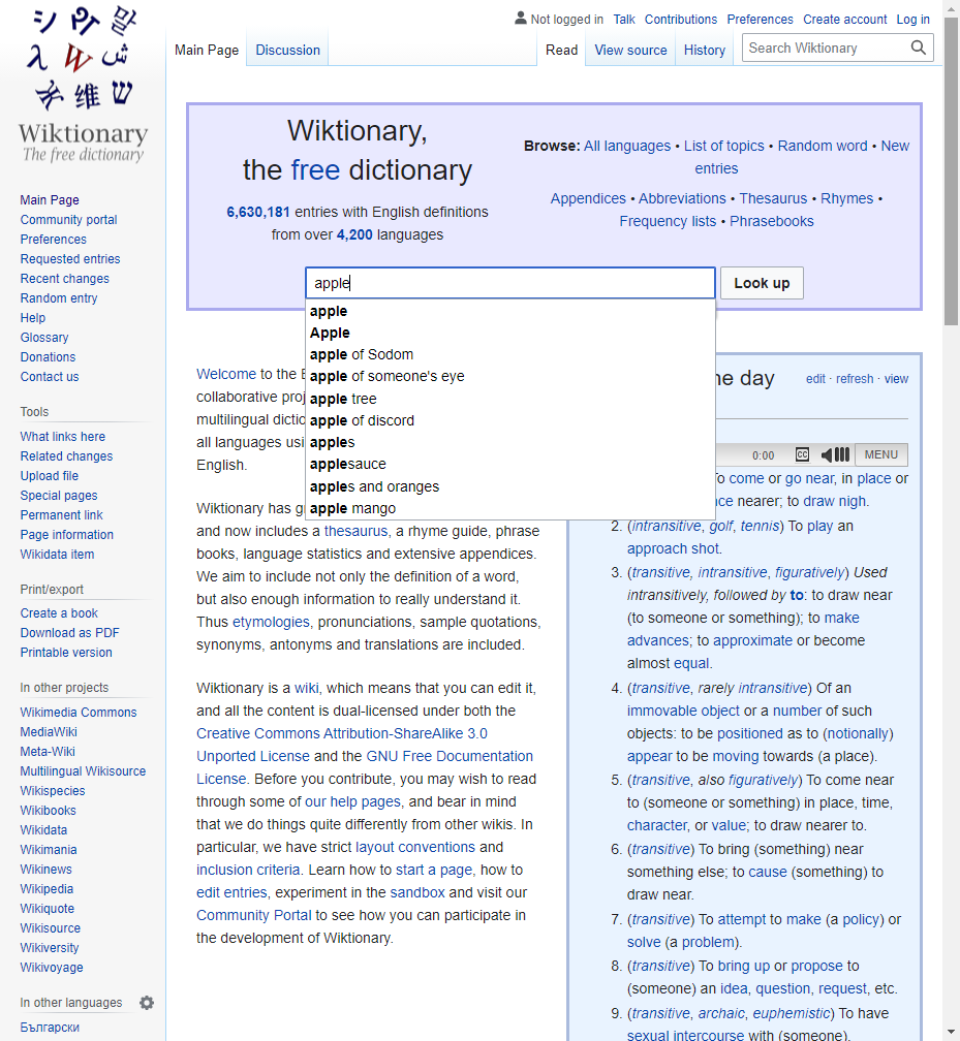 Wiktionary
The free dictionary
Not logged in Talk Contributions Preferences Create account Log in
Main Page Discussion Read View source History Search Wiktionary
Main Page
Community portal
Preferences
Requested entries
Recent changes
Random entry
Help
Glossary
Donations
Contact us
Tools
What links here
Related changes
Upload file
Special pages
Permanent link
Page information
Wikidata item
Print/export
Create a book
Download as PDF
Printable version
In other projects
Wikimedia Commons
MediaWiki
Meta-Wiki
Multilingual Wikisource
Wikispecies
Wikibooks
Wikidata
Wikimania
Wikinews
Wikipedia
Wikiquote
Wikisource
Wikiversity
Wikivoyage
In other languages
Български
Wiktionary,
the free dictionary
6,630,181 entries with English definitions
from over 4,200 languages
Browse: All languages • List of topics • Random word • New
entries
Appendices • Abbreviations • Thesaurus • Rhymes •
Frequency lists • Phrasebooks
apple Look up
apple
Apple
apple of Sodom
apple of someone's eye
apple tree
apple of discord
apples
applesauce
apples and oranges
apple mango
Welcome to the
collaborative
multilingual
all languages
English.
Wiktionary has
and now includes a thesaurus, a rhyme guide, phrase
books, language statistics and extensive appendices.
We aim to include not only the definition of a word,
but also enough information to really understand it.
Thus etymologies, pronunciations, sample quotations,
synonyms, antonyms and translations are included.
Wiktionary is a wiki, which means that you can edit it,
and all the content is dual-licensed under both the
Creative Commons Attribution-ShareAlike 3.0
Unported License and the GNU Free Documentation
License. Before you contribute, you may wish to read
through some of our help pages, and bear in mind
that we do things quite differently from other wikis. In
particular, we have strict layout conventions and
inclusion criteria. Learn how to start a page, how to
edit entries, experiment in the sandbox and visit our
Community Portal to see how you can participate in
the development of Wiktionary.
day edit · refresh · view
0:00 CC MENU
To come or go near, in place or
nearer; to draw nigh.
2. (intransitive, golf, tennis) To play an
approach shot.
3. (transitive, intransitive, figuratively) Used
intransitively, followed by to: to draw near
(to someone or something); to make
advances; to approximate or become
almost equal.
4. (transitive, rarely intransitive) Of an
immovable object or a number of such
objects: to be positioned as to (notionally)
appear to be moving towards (a place).
5. (transitive, also figuratively) To come near
to (someone or something) in place, time,
character, or value; to draw nearer to.
6. (transitive) To bring (something) near
something else; to cause (something) to
draw near.
7. (transitive) To attempt to make (a policy) or
solve (a problem).
8. (transitive) To bring up or propose to
(someone) an idea, question, request, etc.
9. (transitive, archaic, euphemistic) To have
sexual intercourse with (someone).